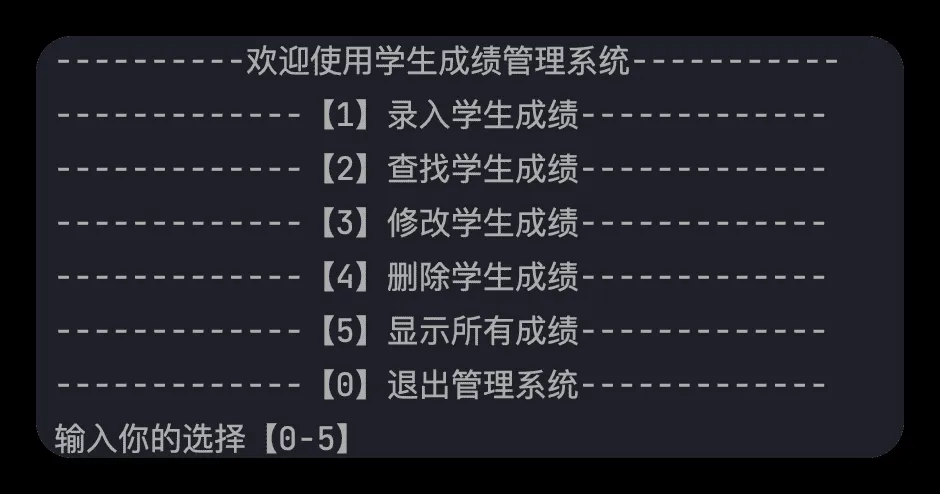 ----------欢迎使用学生成绩管理系统-----------
-------------【1】录入学生成绩-------------
-------------【2】查找学生成绩-------------
-------------【3】修改学生成绩-------------
-------------【4】删除学生成绩-------------
-------------【5】显示所有成绩-------------
-------------【0】退出管理系统-------------
输入你的选择【0-5】